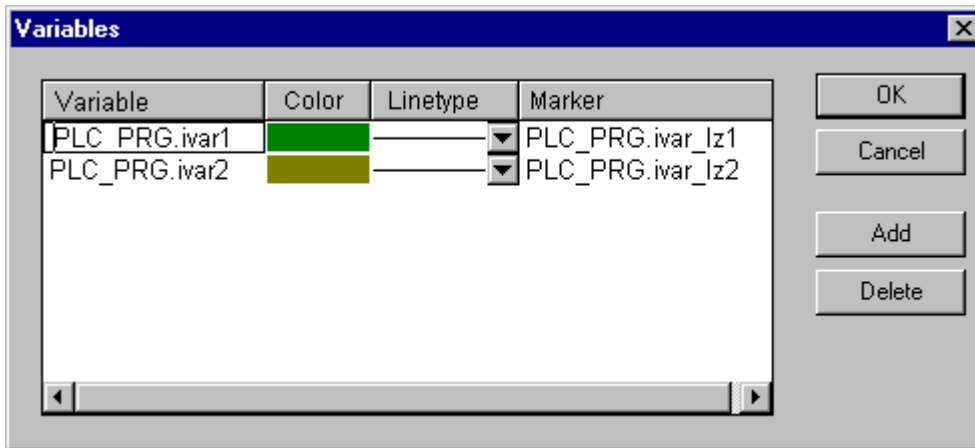 Variables
Variable Color Linetype Marker
PLC_PRG.ivar1 PLC_PRG.ivar_lz1
PLC_PRG.ivar2 PLC_PRG.ivar_lz2
OK
Cancel
Add
Delete